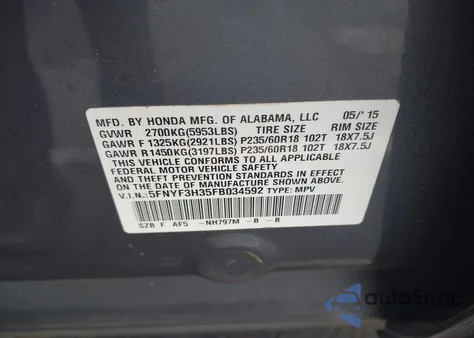 MFD. BY HONDA MFG. OF ALABAMA, LLC 05/'15
GVWR 2700KG(5953LBS) TIRE SIZE RIM SIZE
GAWR F 1325KG(2921LBS) P235/60R18 102T 18X7.5J
GAWR R1450KG(3197LBS) P235/60R18 102T 18X7.5J
THIS VEHICLE CONFORMS TO ALL APPLICABLE
FEDERAL MOTOR VEHICLE SAFETY AND THEFT
PREVENTION STANDARDS IN EFFECT ON THE DATE
OF MANUFACTURE SHOWN ABOVE.
V.I.N.: 5FNYF3H35FB034592 TYPE: MPV
SZB F AF5 -NH797M -B -B
autoSnap